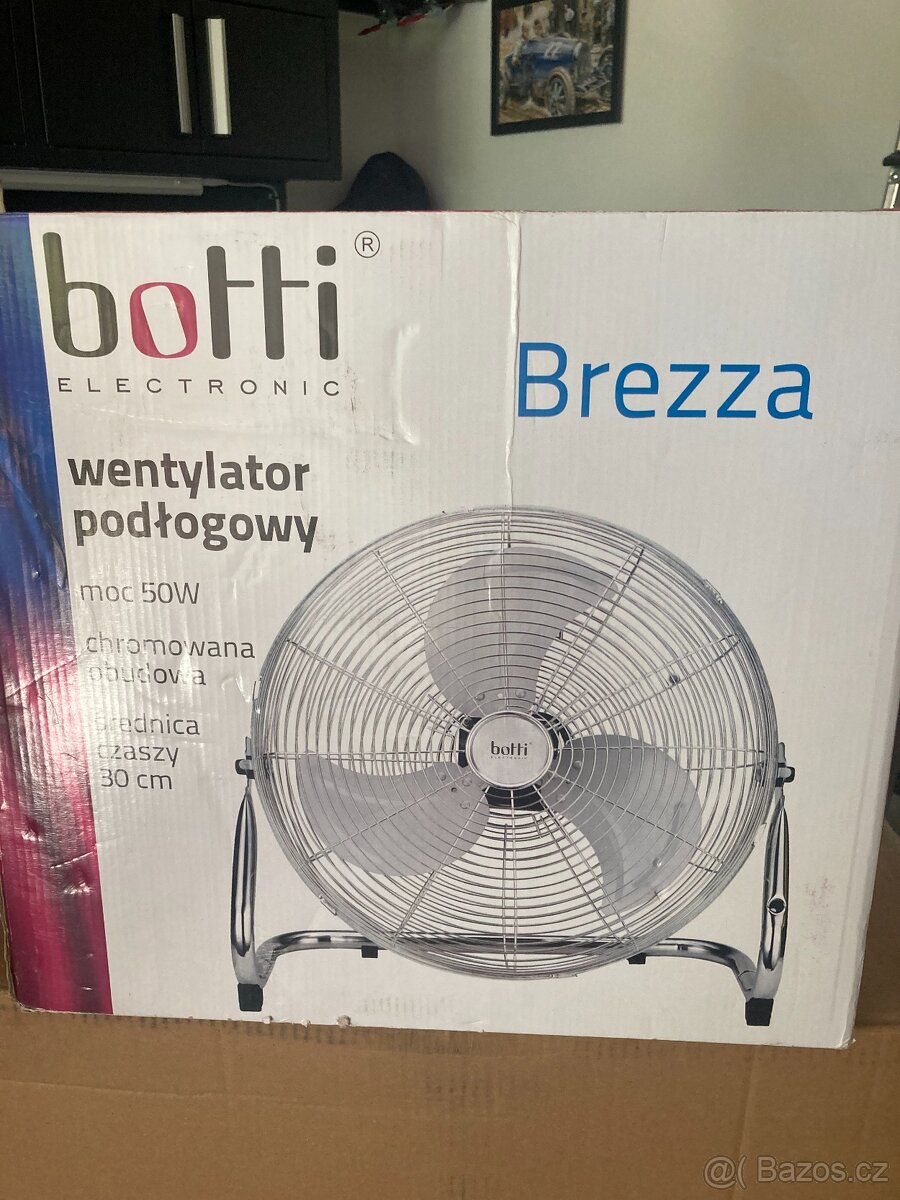 botti ®
ELECTRONIC
Brezza
wentylator
podłogowy
moc 50W
chromowana
obudowa
średnica
czaszy
30 cm
botti
ELECTRONIC
@( Bazos.cz